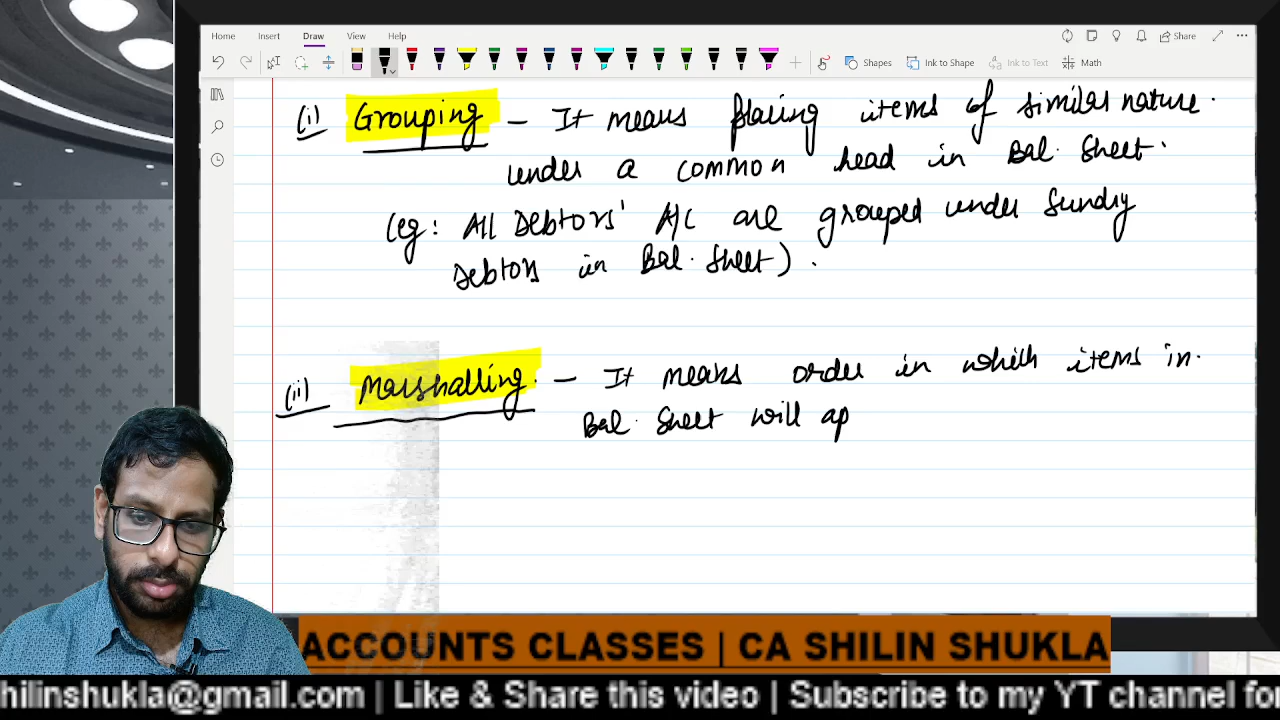 Home Insert Draw View Help
Share
Shapes Ink to Shape Ink to Text Math
(i) Grouping – It means placing items of similar nature
under a common head in Bal. Sheet.
(eg: All Debtors' A/C are grouped under Sundry
Debtors in Bal. Sheet).
(ii) Marshalling – It means order in which items in
Bal. Sheet will ap
ACCOUNTS CLASSES | CA SHILIN SHUKLA
hilinshukla@gmail.com | Like & Share this video | Subscribe to my YT channel for